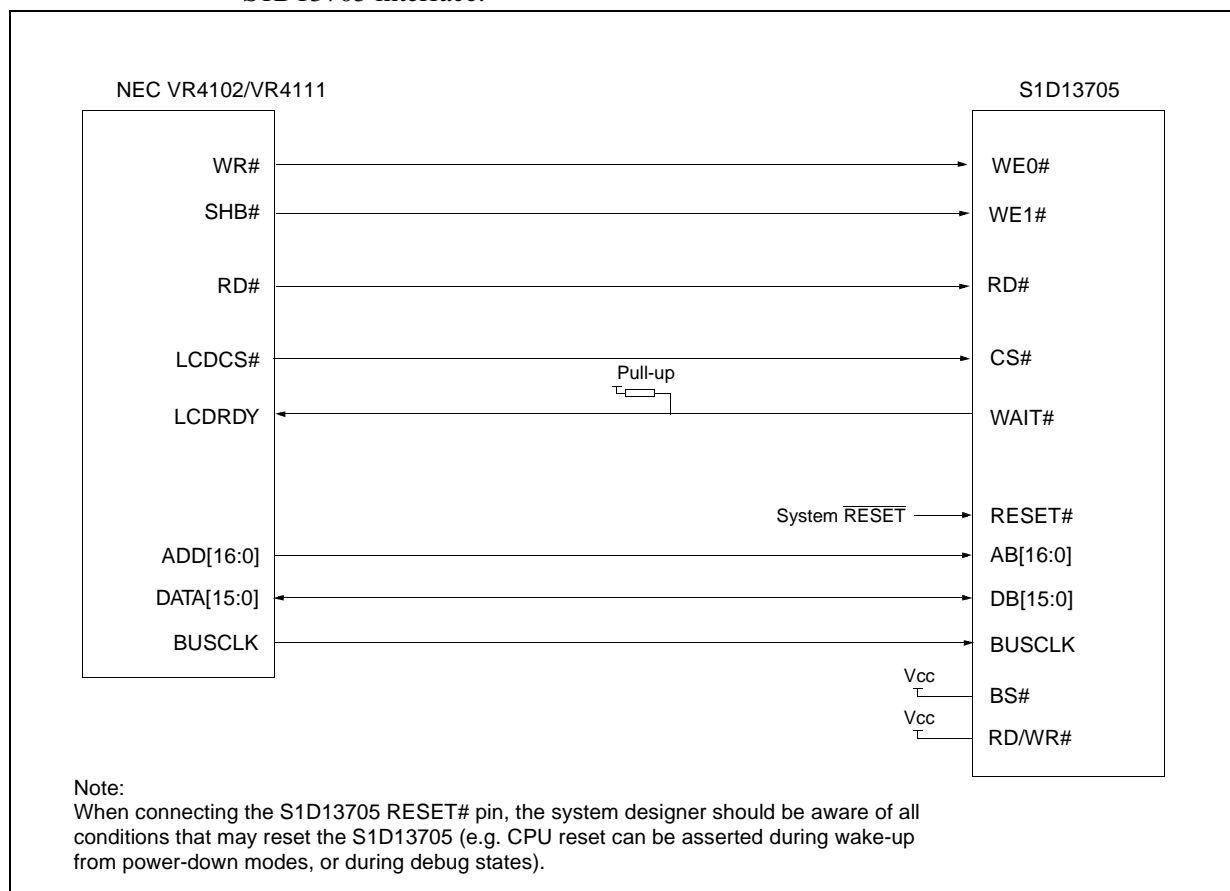 S1D13705 interface.
NEC VR4102/VR4111 S1D13705
WR# WE0#
SHB# WE1#
RD# RD#
LCDCS# CS#
Pull-up
LCDRDY WAIT#
System RESET RESET#
ADD[16:0] AB[16:0]
DATA[15:0] DB[15:0]
BUSCLK BUSCLK
Vcc
BS#
Vcc
RD/WR#
Note:
When connecting the S1D13705 RESET# pin, the system designer should be aware of all
conditions that may reset the S1D13705 (e.g. CPU reset can be asserted during wake-up
from power-down modes, or during debug states).